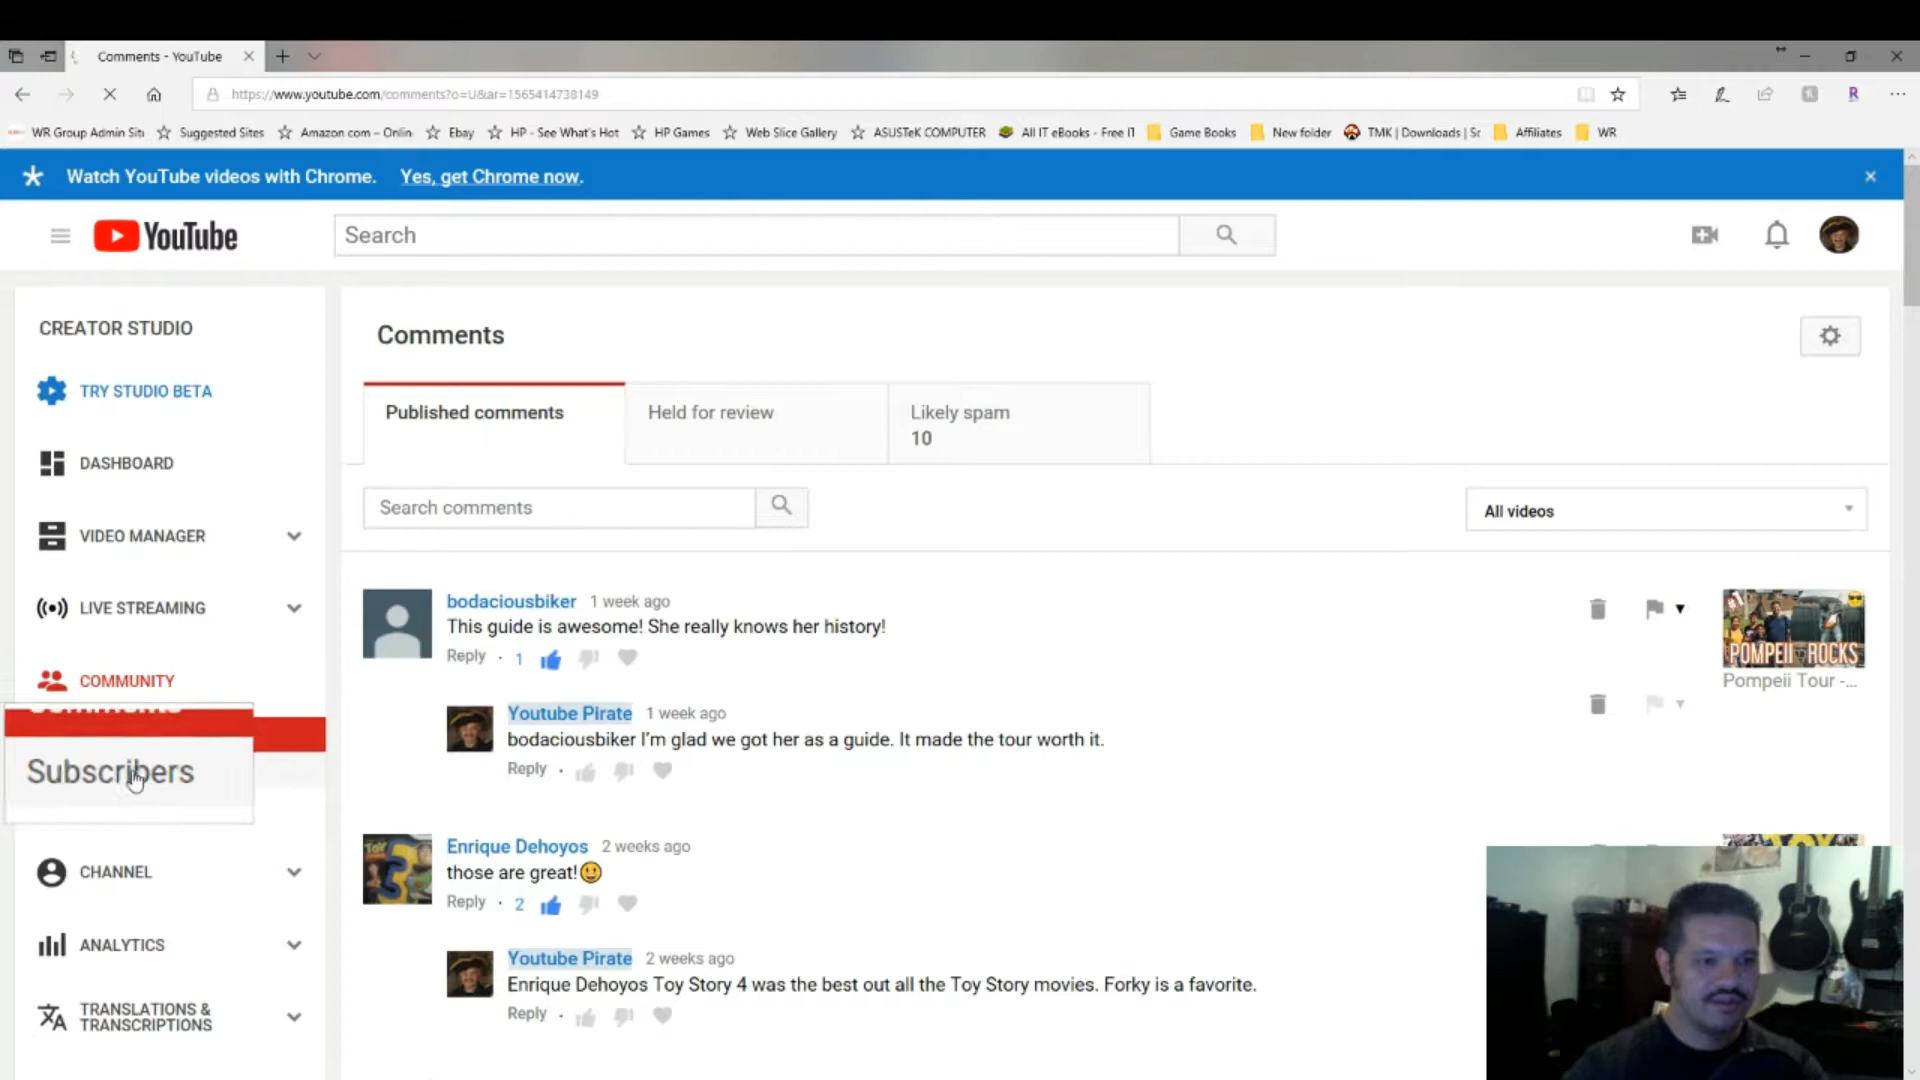 Comments - YouTube
https://www.youtube.com/comments?o=U&ar=1565414738149
WR Group Admin Sit
Suggested Sites
Amazon.com – Onlin
Ebay
HP - See What's Hot
HP Games
Web Slice Gallery
ASUSTeK COMPUTER
All IT eBooks - Free I
Game Books
New folder
TMK | Downloads | Sc
Affiliates
WR
Watch YouTube videos with Chrome. Yes, get Chrome now.
YouTube
Search
CREATOR STUDIO
TRY STUDIO BETA
DASHBOARD
VIDEO MANAGER
LIVE STREAMING
COMMUNITY
Subscribers
CHANNEL
ANALYTICS
TRANSLATIONS &
TRANSCRIPTIONS
Comments
Published comments
Held for review
Likely spam
10
Search comments
All videos
bodaciousbiker 1 week ago
This guide is awesome! She really knows her history!
Reply · 1
#1
POMPEII ROCKS
Pompeii Tour -...
Youtube Pirate 1 week ago
bodaciousbiker I'm glad we got her as a guide. It made the tour worth it.
Reply ·
Enrique Dehoyos 2 weeks ago
those are great!😀
Reply · 2
Youtube Pirate 2 weeks ago
Enrique Dehoyos Toy Story 4 was the best out all the Toy Story movies. Forky is a favorite.
Reply ·